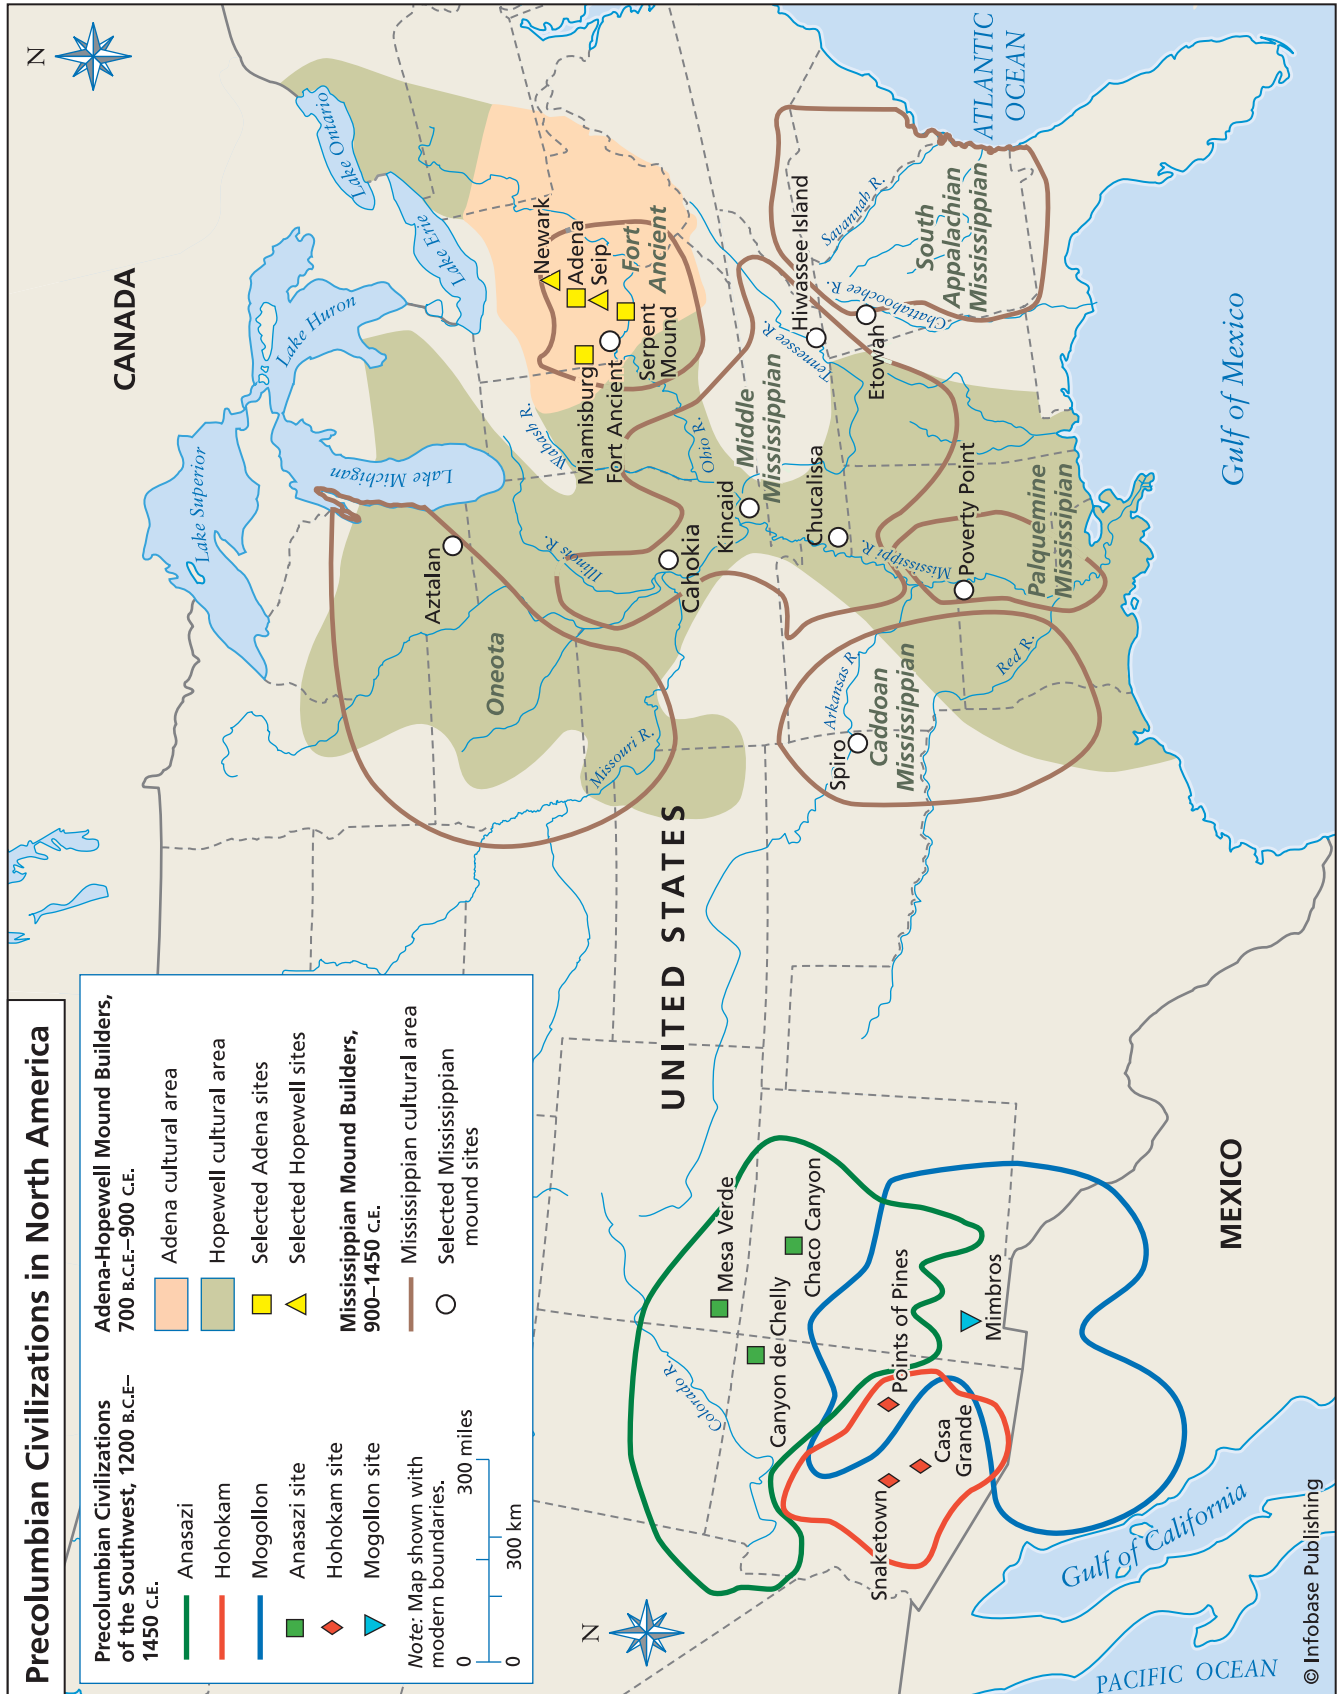 Precolumbian Civilizations in North America
Precolumbian Civilizations
of the Southwest, 1200 B.C.E–
1450 C.E.
Anasazi
Hohokam
Mogollon
Anasazi site
Hohokam site
Mogollon site
Note: Map shown with
modern boundaries.
0 300 miles
0 300 km
Adena-Hopewell Mound Builders,
700 B.C.E.–900 C.E.
Adena cultural area
Hopewell cultural area
Selected Adena sites
Selected Hopewell sites
Mississippian Mound Builders,
900–1450 C.E.
Mississippian cultural area
Selected Mississippian
mound sites
N
N
CANADA
UNITED STATES
MEXICO
Lake Superior
Lake Michigan
Lake Huron
Lake Erie
Lake Ontario
ATLANTIC
OCEAN
Gulf of Mexico
Gulf of California
PACIFIC OCEAN
Aztalan
Oneota
Illinois R.
Wabash R.
Missouri R.
Ohio R.
Newark
Adena
Seip
Fort
Ancient
Serpent
Mound
Miamisburg
Fort Ancient
Cahokia
Kincaid
Middle
Mississippian
Tennessee R.
Hiwassee Island
Savannah R.
South
Appalachian
Mississippian
Chattahoochee R.
Etowah
Chucalissa
Mississippi R.
Poverty Point
Palquemine
Mississipian
Arkansas R.
Spiro
Caddoan
Mississippian
Red R.
Colorado R.
Mesa Verde
Canyon de Chelly
Chaco Canyon
Points of Pines
Mimbros
Snaketown
Casa
Grande
© Infobase Publishing